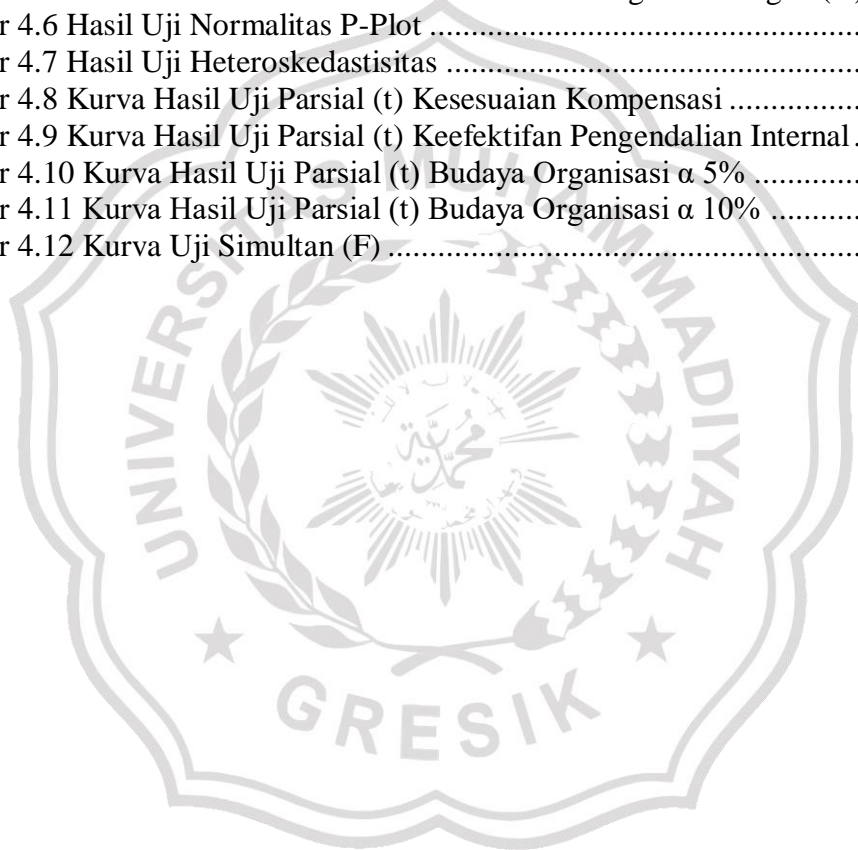 r 4.6 Hasil Uji Normalitas P-Plot ................................................................
r 4.7 Hasil Uji Heteroskedastisitas ..............................................................
r 4.8 Kurva Hasil Uji Parsial (t) Kesesuaian Kompensasi ....................
r 4.9 Kurva Hasil Uji Parsial (t) Keefektifan Pengendalian Internal .
r 4.10 Kurva Hasil Uji Parsial (t) Budaya Organisasi α 5% ................
r 4.11 Kurva Hasil Uji Parsial (t) Budaya Organisasi α 10% ..............
r 4.12 Kurva Uji Simultan (F) ......................................................................
UNIVERSITAS MUHAMMADIYAH
GRESIK